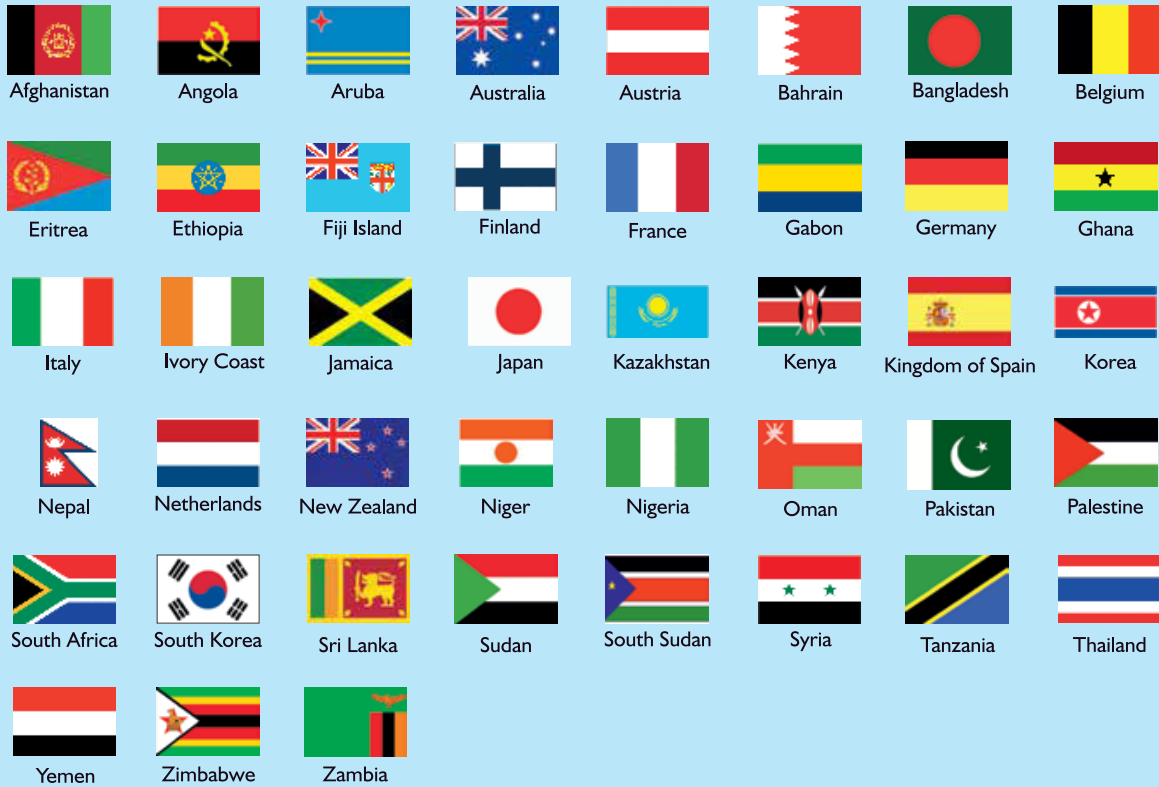 Afghanistan Angola Aruba Australia Austria Bahrain Bangladesh Belgium
Eritrea Ethiopia Fiji Island Finland France Gabon Germany Ghana
Italy Ivory Coast Jamaica Japan Kazakhstan Kenya Kingdom of Spain Korea
Nepal Netherlands New Zealand Niger Nigeria Oman Pakistan Palestine
South Africa South Korea Sri Lanka Sudan South Sudan Syria Tanzania Thailand
Yemen Zimbabwe Zambia